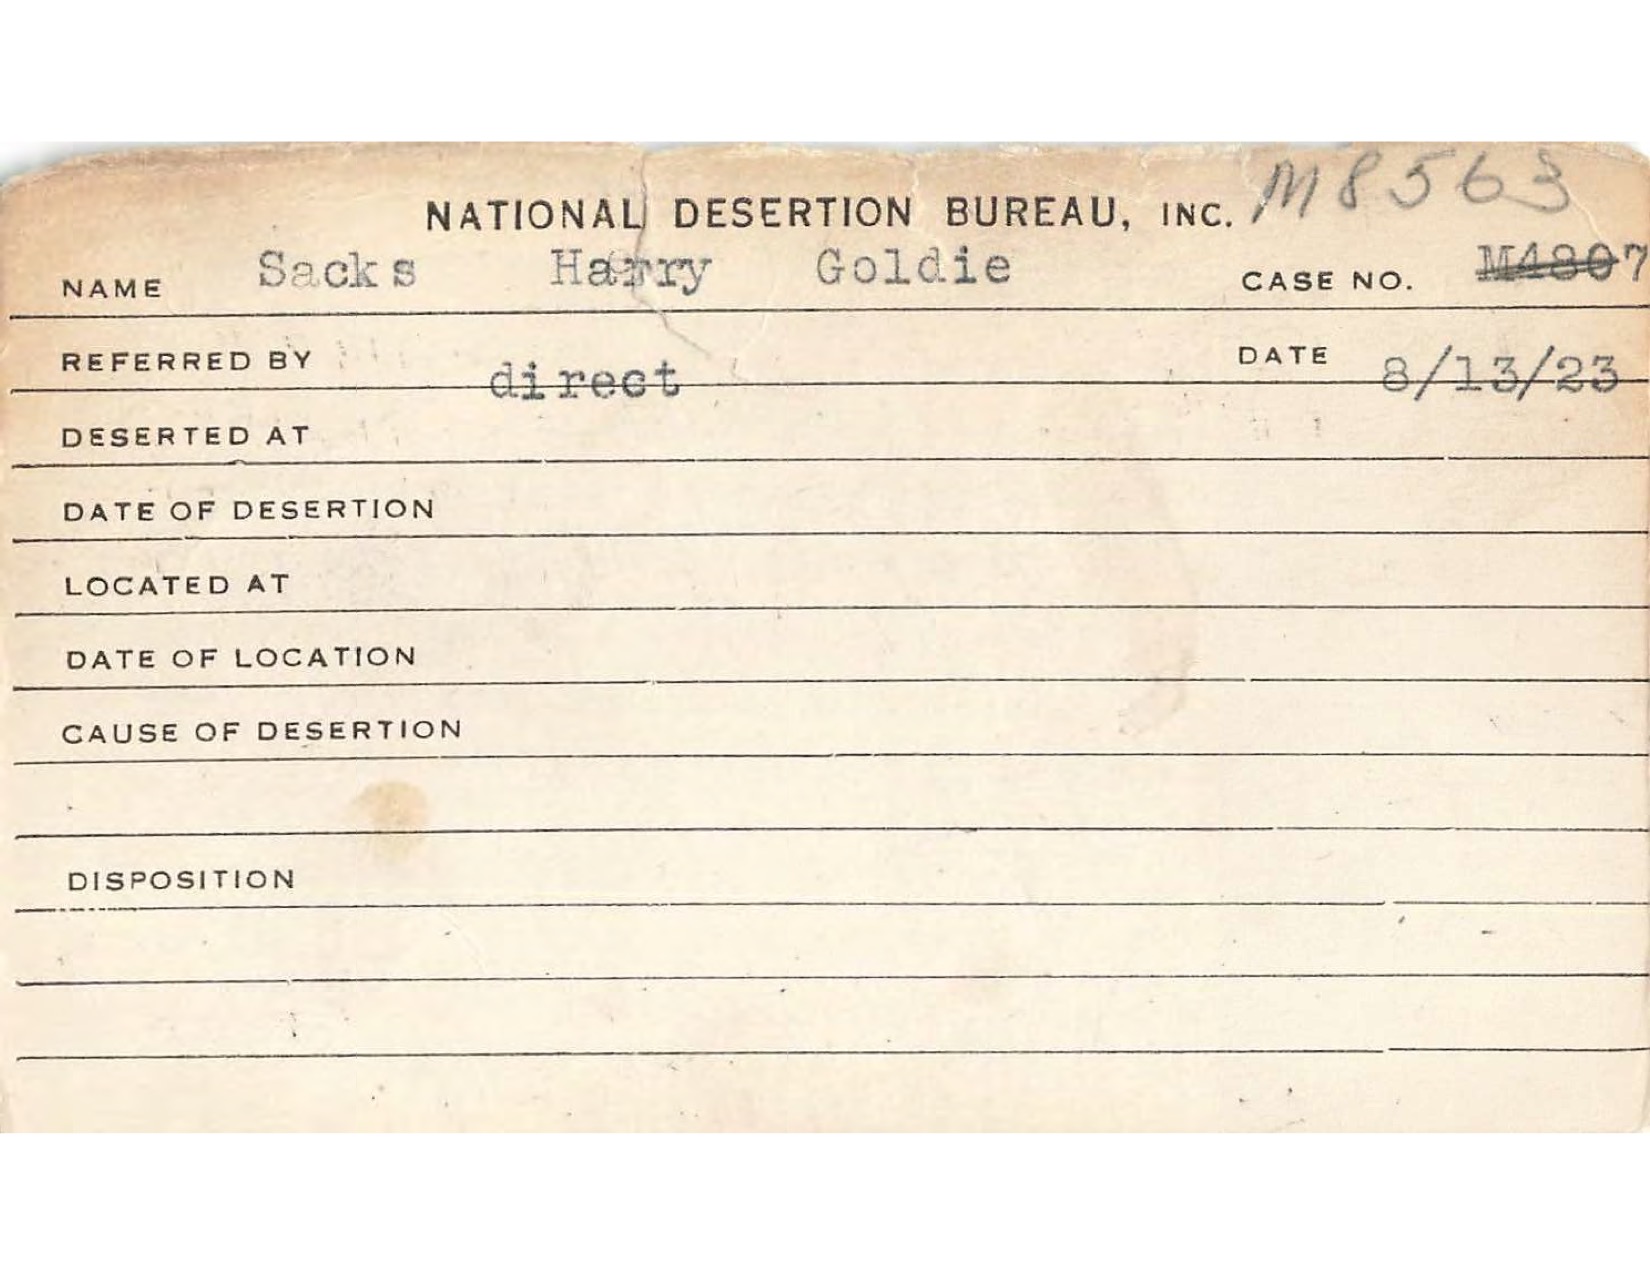 M8563
NATIONAL DESERTION BUREAU, INC.
NAME Sacks Harry Goldie CASE NO. M4807
REFERRED BY direct DATE 8/13/23
DESERTED AT
DATE OF DESERTION
LOCATED AT
DATE OF LOCATION
CAUSE OF DESERTION
DISPOSITION